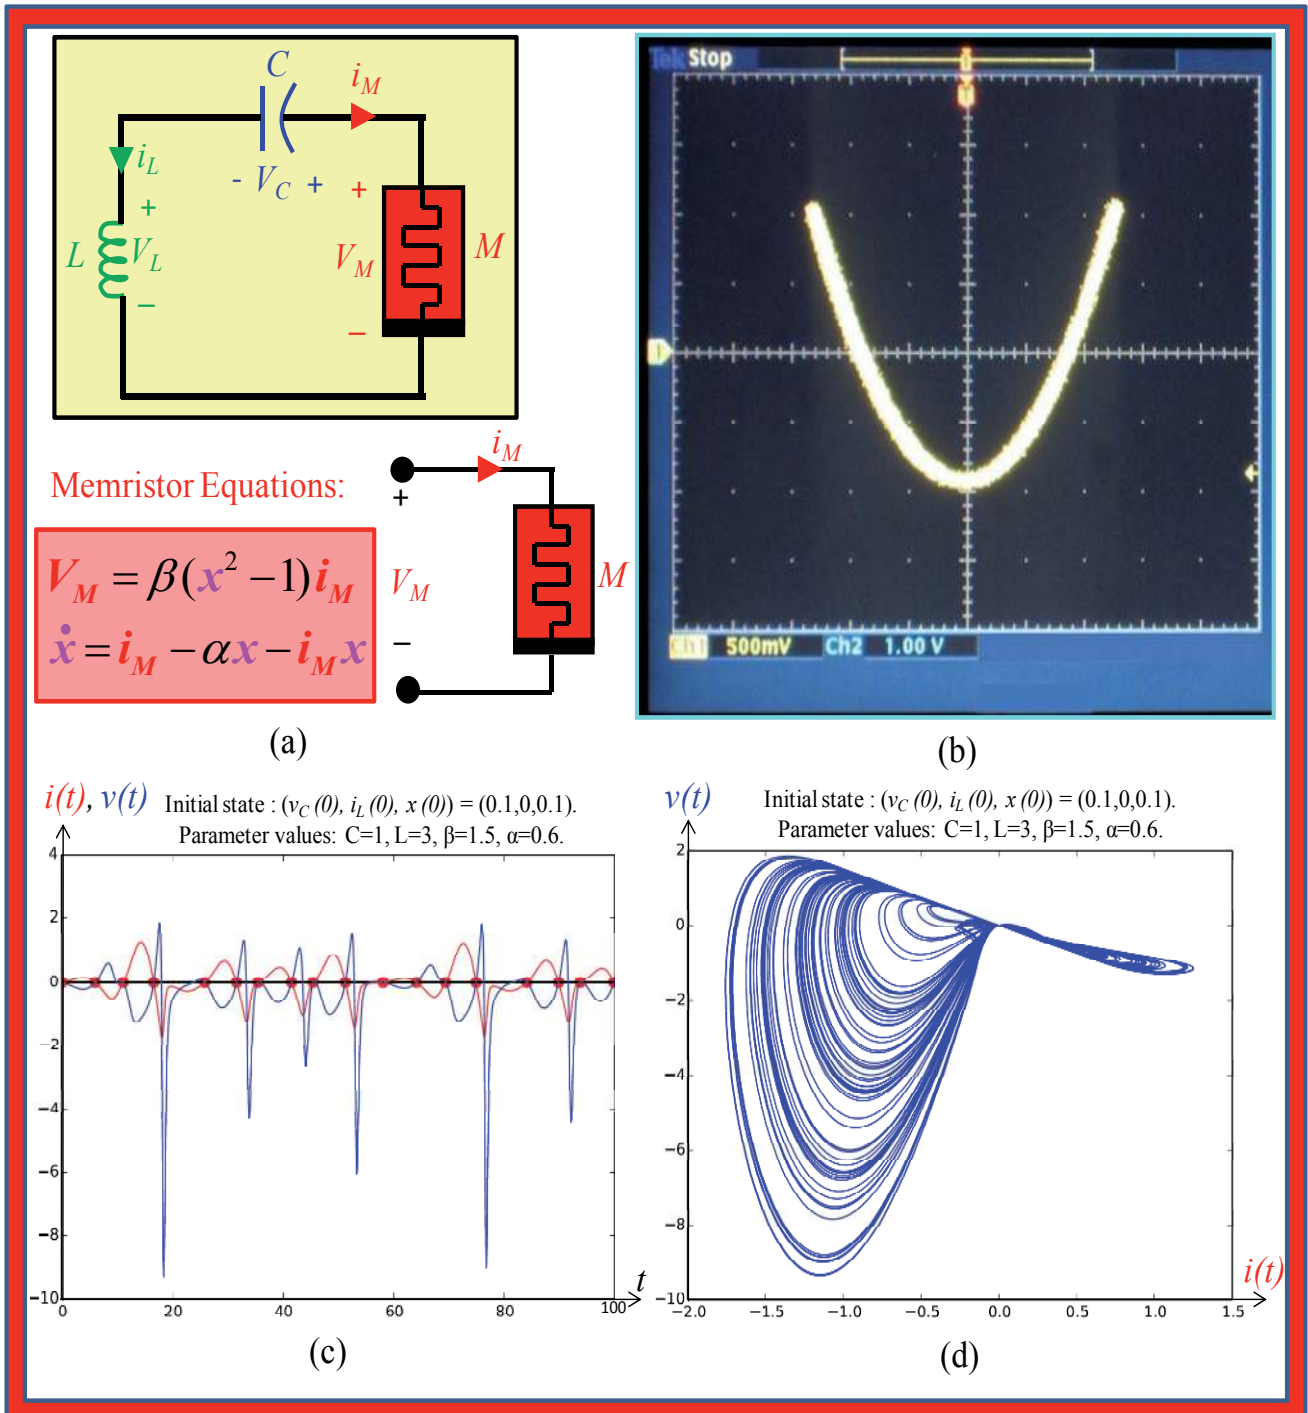 C
i_M
i_L
- V_C +
+
+
L
V_L
V_M
M
−
−
Memristor Equations:
V_M = β(x² −1)i_M
ẋ = i_M − αx − i_M x
i_M
+
V_M
M
−
(a)
Tek Stop
T
1
Ch1 500mV Ch2 1.00 V
(b)
i(t), v(t)
Initial state : (v_C (0), i_L (0), x (0)) = (0.1,0,0.1).
Parameter values: C=1, L=3, β=1.5, α=0.6.
4
2
0
−2
−4
−6
−8
−10
0 20 40 60 80 100
t
(c)
v(t)
Initial state : (v_C (0), i_L (0), x (0)) = (0.1,0,0.1).
Parameter values: C=1, L=3, β=1.5, α=0.6.
2
0
−2
−4
−6
−8
−10
−2.0 −1.5 −1.0 −0.5 0.0 0.5 1.0 1.5
i(t)
(d)